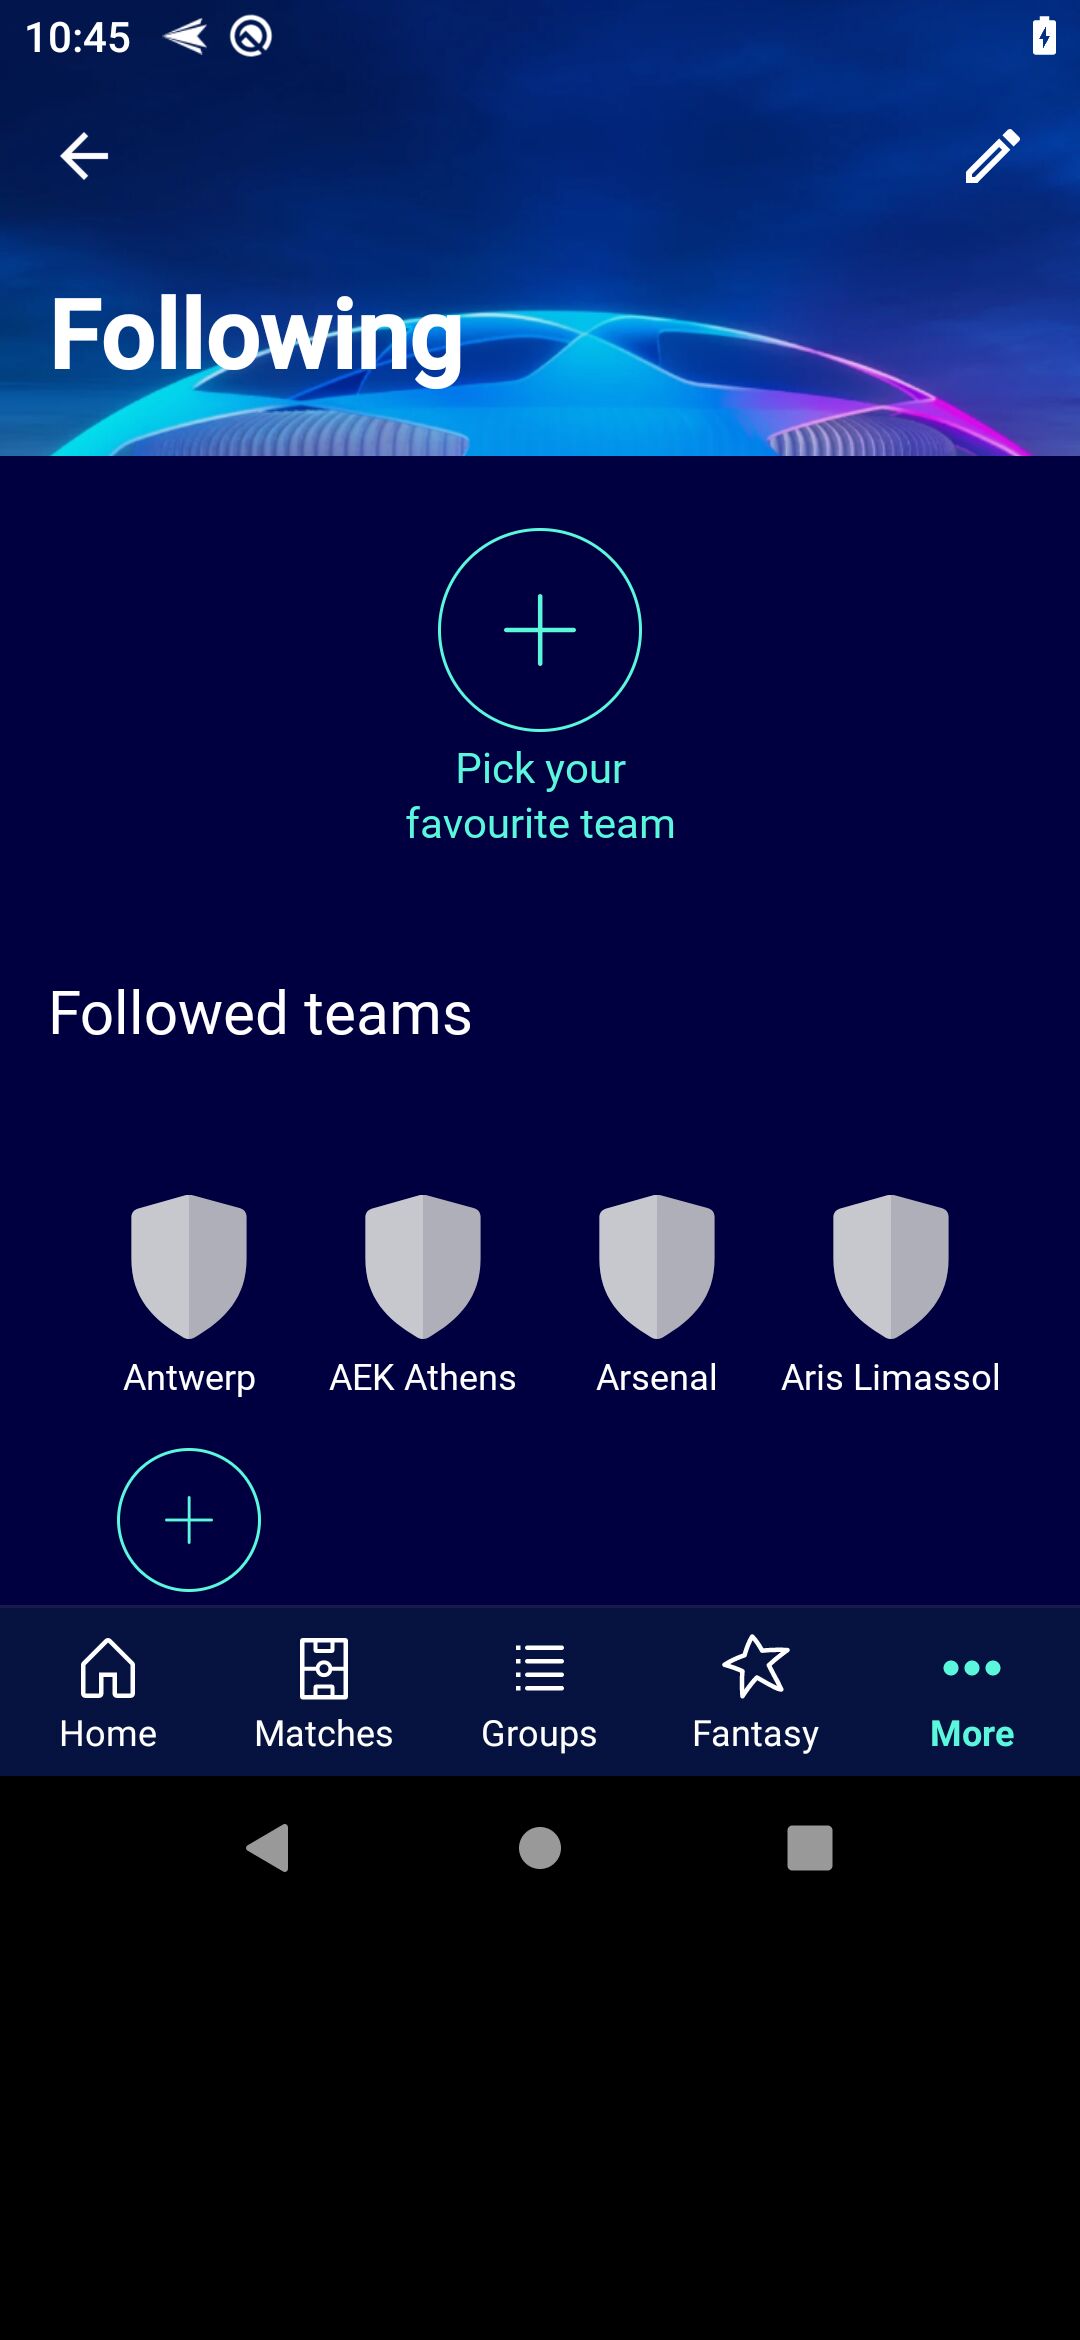 10:45
Following
Pick your
favourite team
Followed teams
Antwerp
AEK Athens
Arsenal
Aris Limassol
Home
Matches
Groups
Fantasy
More